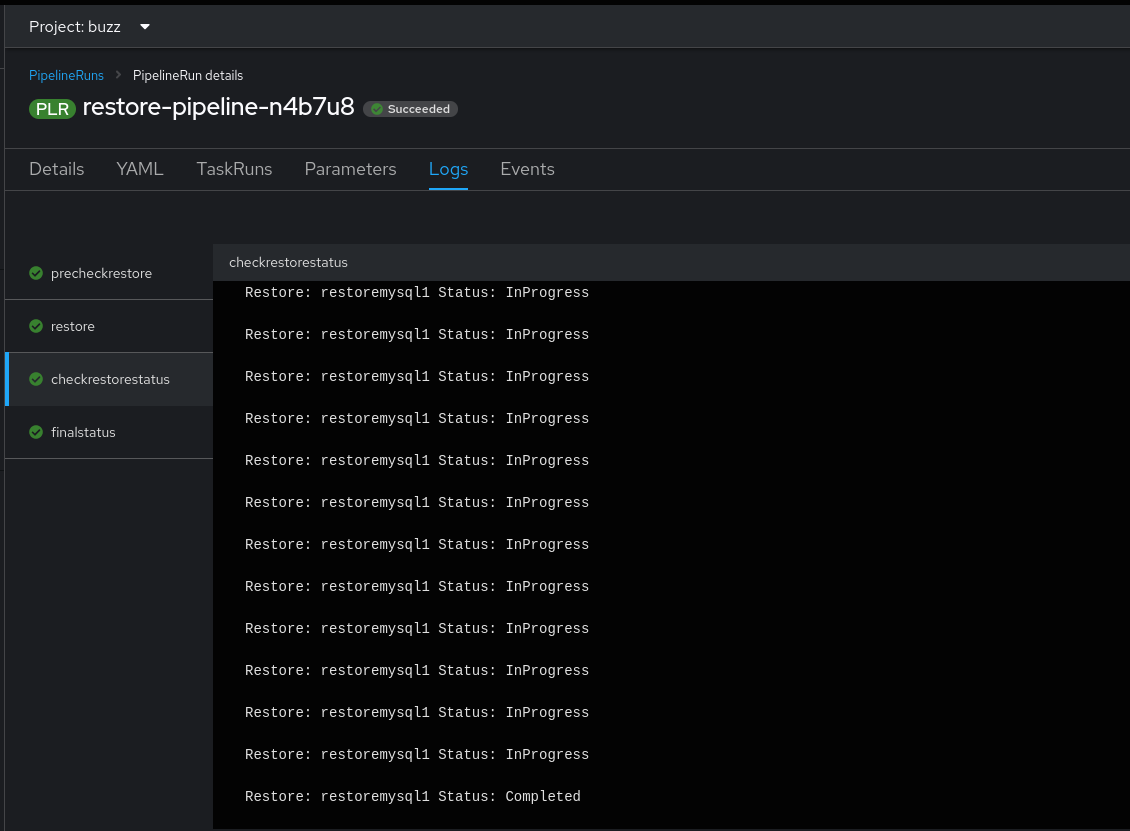 Project: buzz
PipelineRuns PipelineRun details
PLR restore-pipeline-n4b7u8 Succeeded
Details YAML TaskRuns Parameters Logs Events
precheckrestore
restore
checkrestorestatus
finalstatus
checkrestorestatus
Restore: restoremysql1 Status: InProgress
Restore: restoremysql1 Status: InProgress
Restore: restoremysql1 Status: InProgress
Restore: restoremysql1 Status: InProgress
Restore: restoremysql1 Status: InProgress
Restore: restoremysql1 Status: InProgress
Restore: restoremysql1 Status: InProgress
Restore: restoremysql1 Status: InProgress
Restore: restoremysql1 Status: InProgress
Restore: restoremysql1 Status: InProgress
Restore: restoremysql1 Status: InProgress
Restore: restoremysql1 Status: InProgress
Restore: restoremysql1 Status: Completed